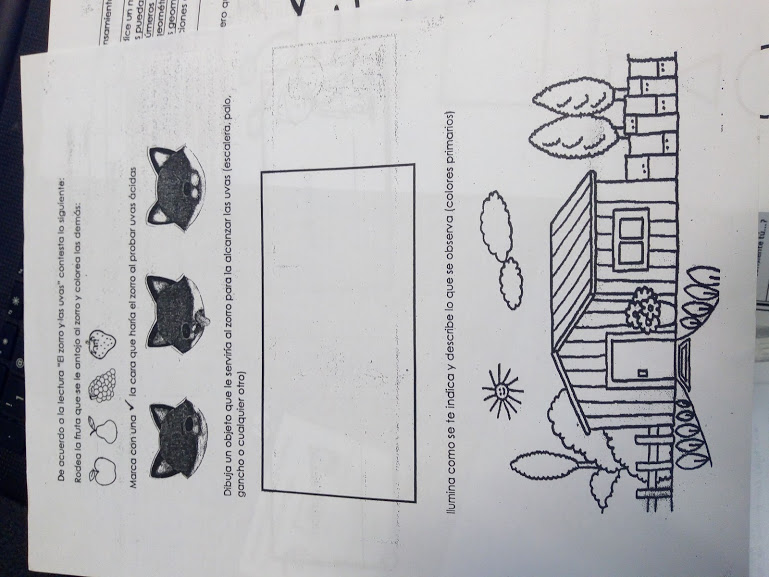 De acuerdo a la lectura "El zorro y las uvas" contesta lo siguiente:
Rodea la fruta que se le antojo al zorro y colorea las demás:
Marca con una ✓ la cara que haría el zorro al probar uvas ácidas
Dibuja un objeto que le serviría al zorro para la alcanzar las uvas (escalera, palo,
gancho o cualquier otro)
Ilumina como se te indica y describe lo que se observa (colores primarios)